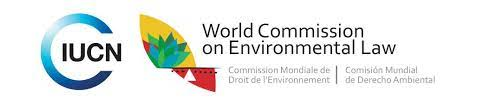 IUCN
World Commission
on Environmental Law
Commission Mondiale de
Droit de l'Environnement
Comisión Mundial
de Derecho Ambiental